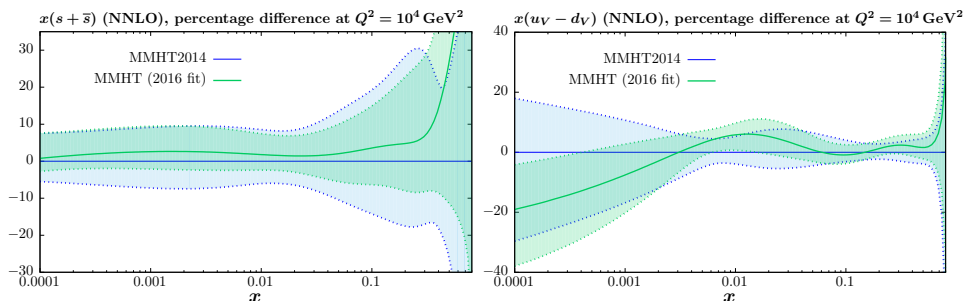 x(s + s̅) (NNLO), percentage difference at Q² = 10⁴ GeV²
MMHT2014
MMHT (2016 fit)
30
20
10
0
−10
−20
−30
0.0001
0.001
0.01
0.1
x
x(u_V − d_V) (NNLO), percentage difference at Q² = 10⁴ GeV²
MMHT2014
MMHT (2016 fit)
40
20
0
−20
−40
0.0001
0.001
0.01
0.1
x